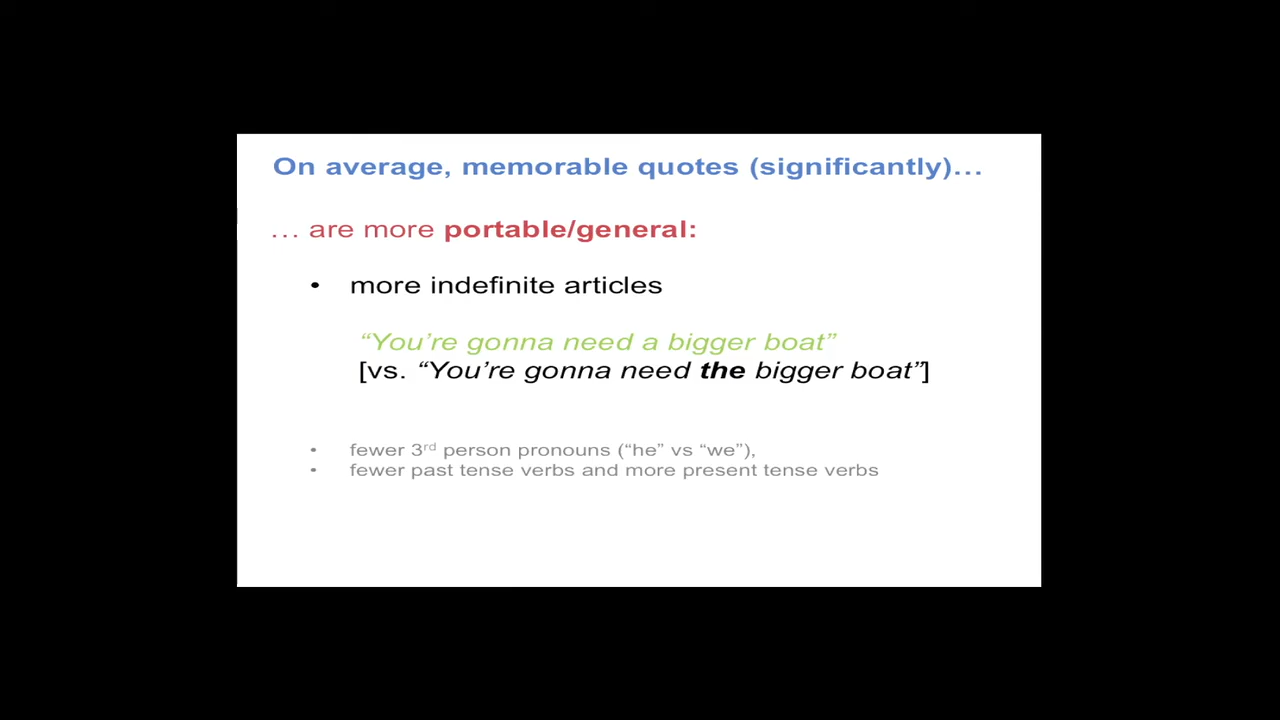 On average, memorable quotes (significantly)…
… are more portable/general:
• more indefinite articles
“You’re gonna need a bigger boat”
[vs. “You’re gonna need the bigger boat”]
• fewer 3rd person pronouns (“he” vs “we”),
• fewer past tense verbs and more present tense verbs